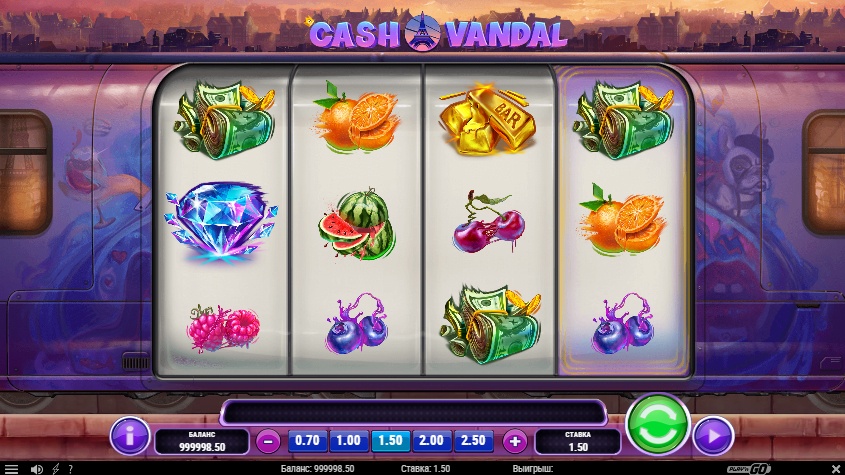 CASH VANDAL
BAR
БАЛАНС
999998.50
0.70 1.00 1.50 2.00 2.50
СТАВКА
1.50
Баланс: 999998.50 Ставка: 1.50 Выигрыш:
PLAY'N GO